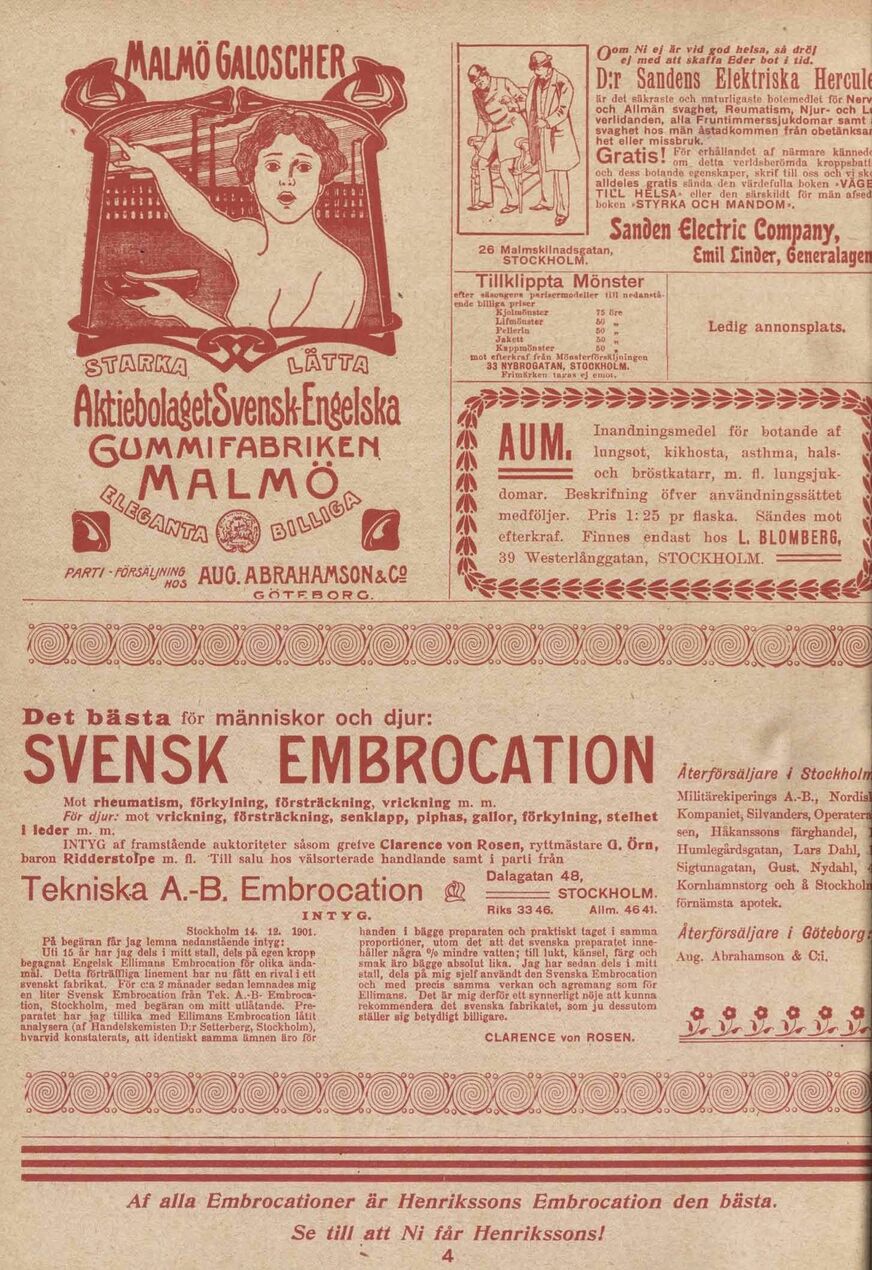 MALMÖ GALOSCHER
STARKA LÄTTA
AktiebolagetSvensk-Engelska
GUMMIFABRIKEN
MALMÖ
ELEGANTA BILLIGA
PARTI-FÖRSÄLJNING
HOS AUG. ABRAHAMSON & Co
GÖTEBORG.
Oom Ni ej är vid god helsa, så dröj
ej med att skaffa Eder bot i tid.
D:r Sandens Elektriska
är det säkraste och naturligaste botemedlet för
och Allmän svaghet, Reumatism, Njur- och
verlidanden, alla Fruntimmerssjukdomar samt
svaghet hos män åstadkommen från
het eller missbruk.
Gratis! För erhållandet af närmare
om detta verldsberömda
och dess botande egenskaper, skrif till oss och vi
alldeles gratis sända den värdefulla boken
TILL HELSA» eller den särskildt för män
boken »STYRKA OCH MANDOM».
Sanden Electric Company,
26 Malmskilnadsgatan,
STOCKHOLM.
Emil Linder,
Tillklippta Mönster
efter säsongens parisermodeller till nedanstå-
ende billiga priser
Kjolmönster 75 öre
Lifmönster 50 „
Pellerin 50 „
Jakett 50 „
Kappmönster 50 „
mot efterkraf från Mönsterförsäljningen
33 NYBROGATAN, STOCKHOLM.
Frimärken tagas ej emot.
Ledig annonsplats.
AUM. Inandningsmedel för botande af
lungsot, kikhosta, asthma, hals-
och bröstkatarr, m. fl. lungsjuk-
domar. Beskrifning öfver användningssättet
medföljer. Pris 1:25 pr flaska. Sändes mot
efterkraf. Finnes endast hos L. BLOMBERG,
39 Westerlånggatan, STOCKHOLM.
Det bästa för människor och djur:
SVENSK EMBROCATION
Mot rheumatism, förkylning, försträckning, vrickning m. m.
För djur: mot vrickning, försträckning, senklapp, piphas, gallor, förkylning, stelhet
i leder m. m.
INTYG af framstående auktoriteter såsom grefve Clarence von Rosen, ryttmästare G. Örn,
baron Ridderstolpe m. fl. Till salu hos välsorterade handlande samt i parti från
Tekniska A.-B. Embrocation
Dalagatan 48,
STOCKHOLM.
Riks 33 46. Allm. 46 41.
INTYG.
Stockholm 14. 12. 1901.
På begäran får jag lemna nedanstående intyg:
Uti 15 år har jag dels i mitt stall, dels på egen kropp
begagnat Engelsk Ellimans Embrocation för olika ända-
mål. Detta förträffliga linement har nu fått en rival i ett
svenskt fabrikat. För c:a 2 månader sedan lemnades mig
en liter Svensk Embrocation från Tek. A.-B- Embroca-
tion, Stockholm, med begäran om mitt utlåtande. Pre-
paratet har jag tillika med Ellimans Embrocation låtit
analysera (af Handelskemisten D:r Setterberg, Stockholm),
hvarvid konstaterats, att identiskt samma ämnen äro för
handen i bägge preparaten och praktiskt taget i samma
proportioner, utom det att det svenska preparatet inne-
håller några % mindre vatten; till lukt, känsel, färg och
smak äro bägge absolut lika. Jag har sedan dels i mitt
stall, dels på mig sjelf användt den Svenska Embrocation
och med precis samma verkan och agremang som för
Ellimans. Det är mig derför ett synnerligt nöje att kunna
rekommendera det svenska fabrikatet, som ju dessutom
ställer sig betydligt billigare.
CLARENCE von ROSEN.
Återförsäljare i
Militärekiperings A.-B.,
Kompaniet, Silvanders,
sen, Håkanssons färghandel,
Humlegårdsgatan, Lars Dahl,
Sigtunagatan, Gust. Nydahl,
Kornhamnstorg och å
förnämsta apotek.
Återförsäljare i Göteborg:
Aug. Abrahamson & C:i.
Af alla Embrocationer är Henrikssons Embrocation den bästa.
Se till att Ni får Henrikssons!
4